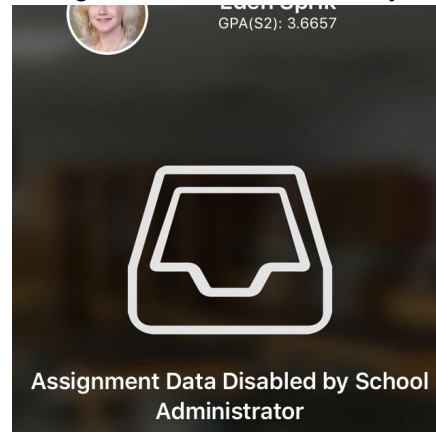 GPA(S2): 3.6657
Assignment Data Disabled by School
Administrator